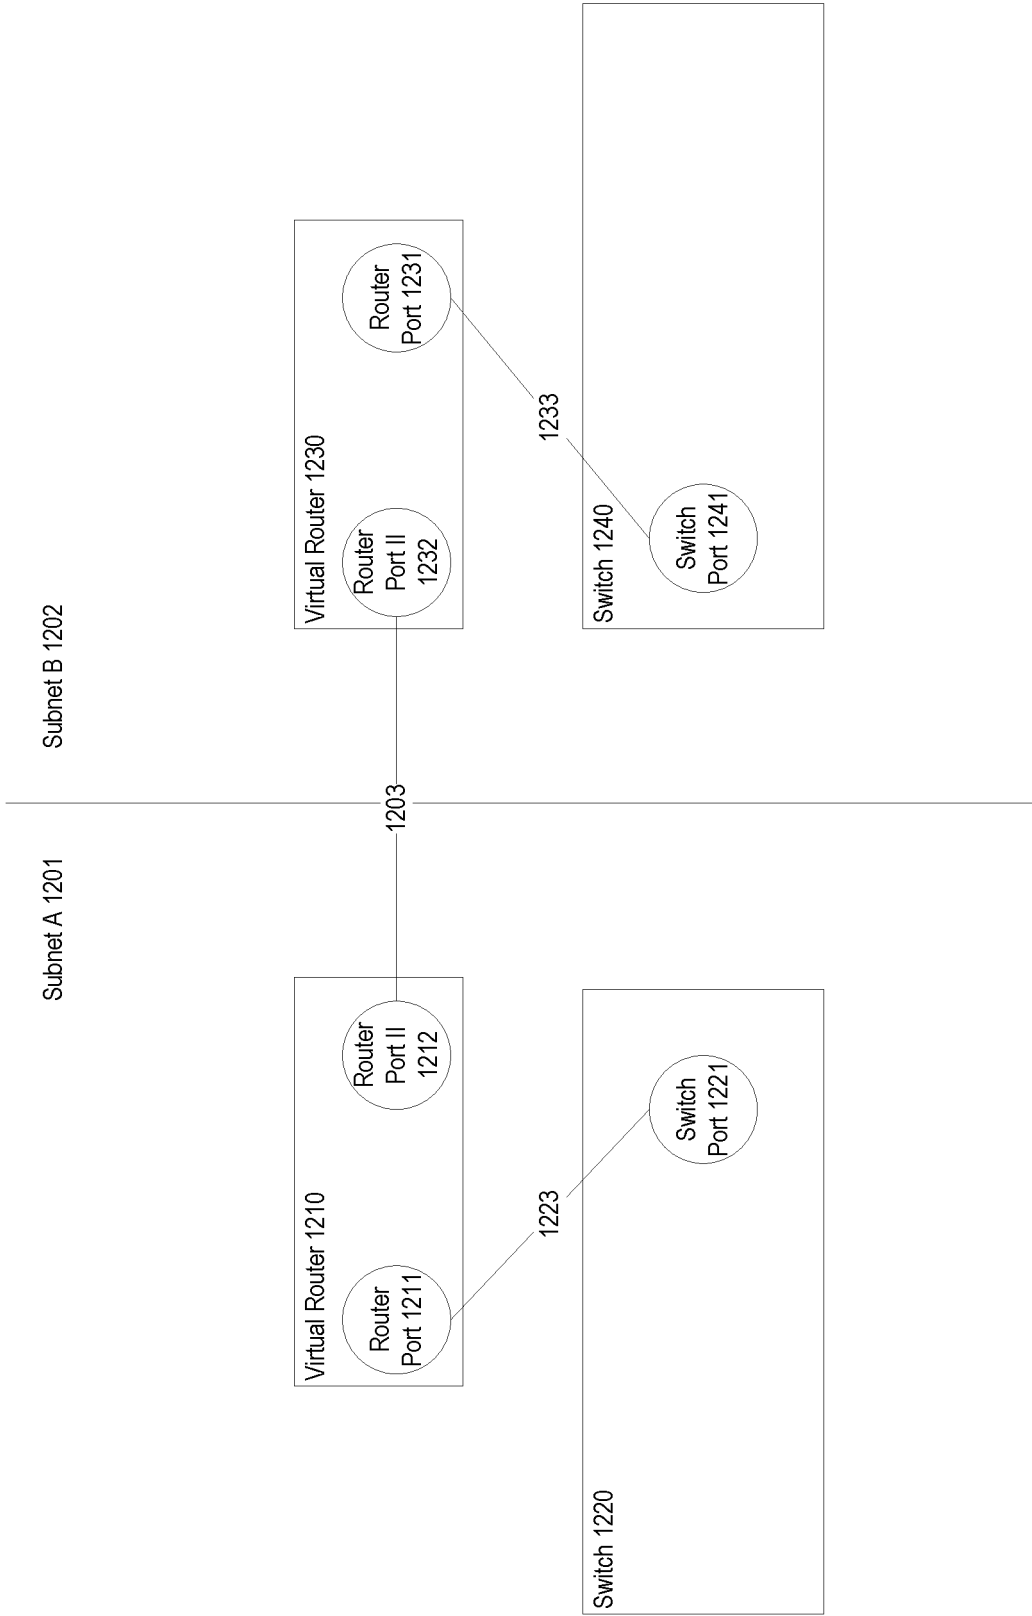 Subnet A 1201
Subnet B 1202
Virtual Router 1210
Router
Port 1211
Router
Port II
1212
1203
Virtual Router 1230
Router
Port II
1232
Router
Port 1231
1223
1233
Switch 1220
Switch
Port 1221
Switch 1240
Switch
Port 1241